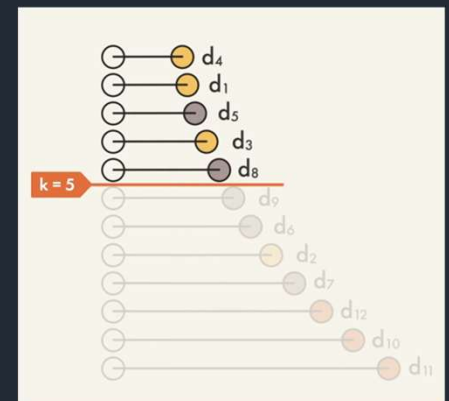 d₄
d₁
d₅
d₃
d₈
k = 5
d₉
d₆
d₂
d₇
d₁₂
d₁₀
d₁₁